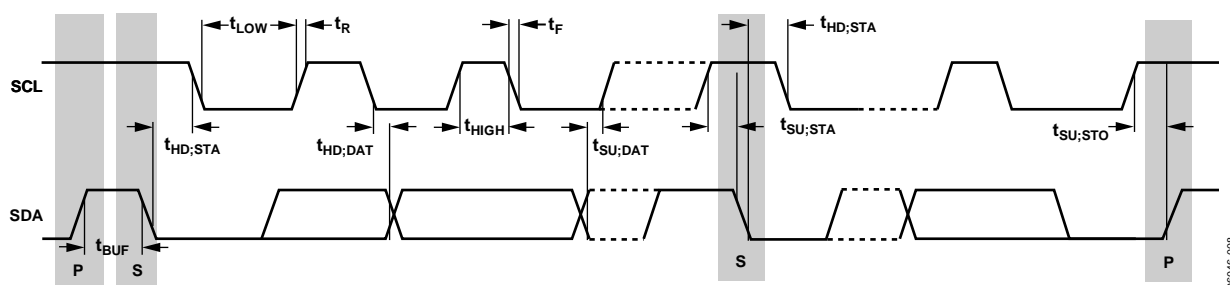 tLOW
tR
tF
tHD;STA
SCL
tHD;STA
tHD;DAT
tHIGH
tSU;DAT
tSU;STA
tSU;STO
SDA
tBUF
P
S
S
P